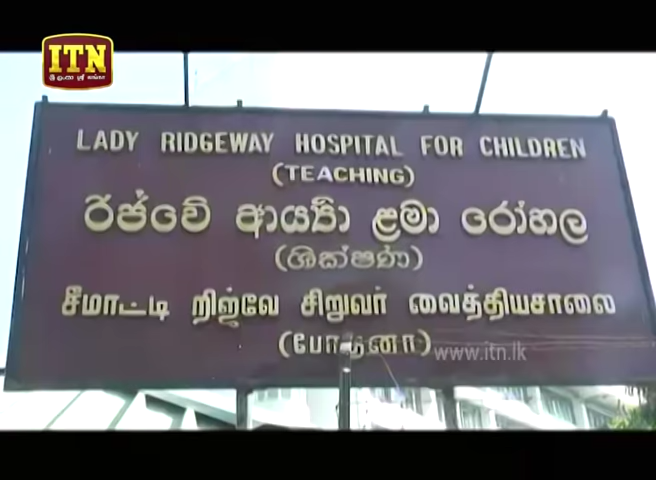 ITN
LADY RIDGEWAY HOSPITAL FOR CHILDREN
(TEACHING)
රිජ්වේ ආර්‍ය්‍යා ළමා රෝහල
(ශික්ෂණ)
சீமாட்டி றிஜ்வே சிறுவர் வைத்தியசாலை
(போதனா)
www.itn.lk